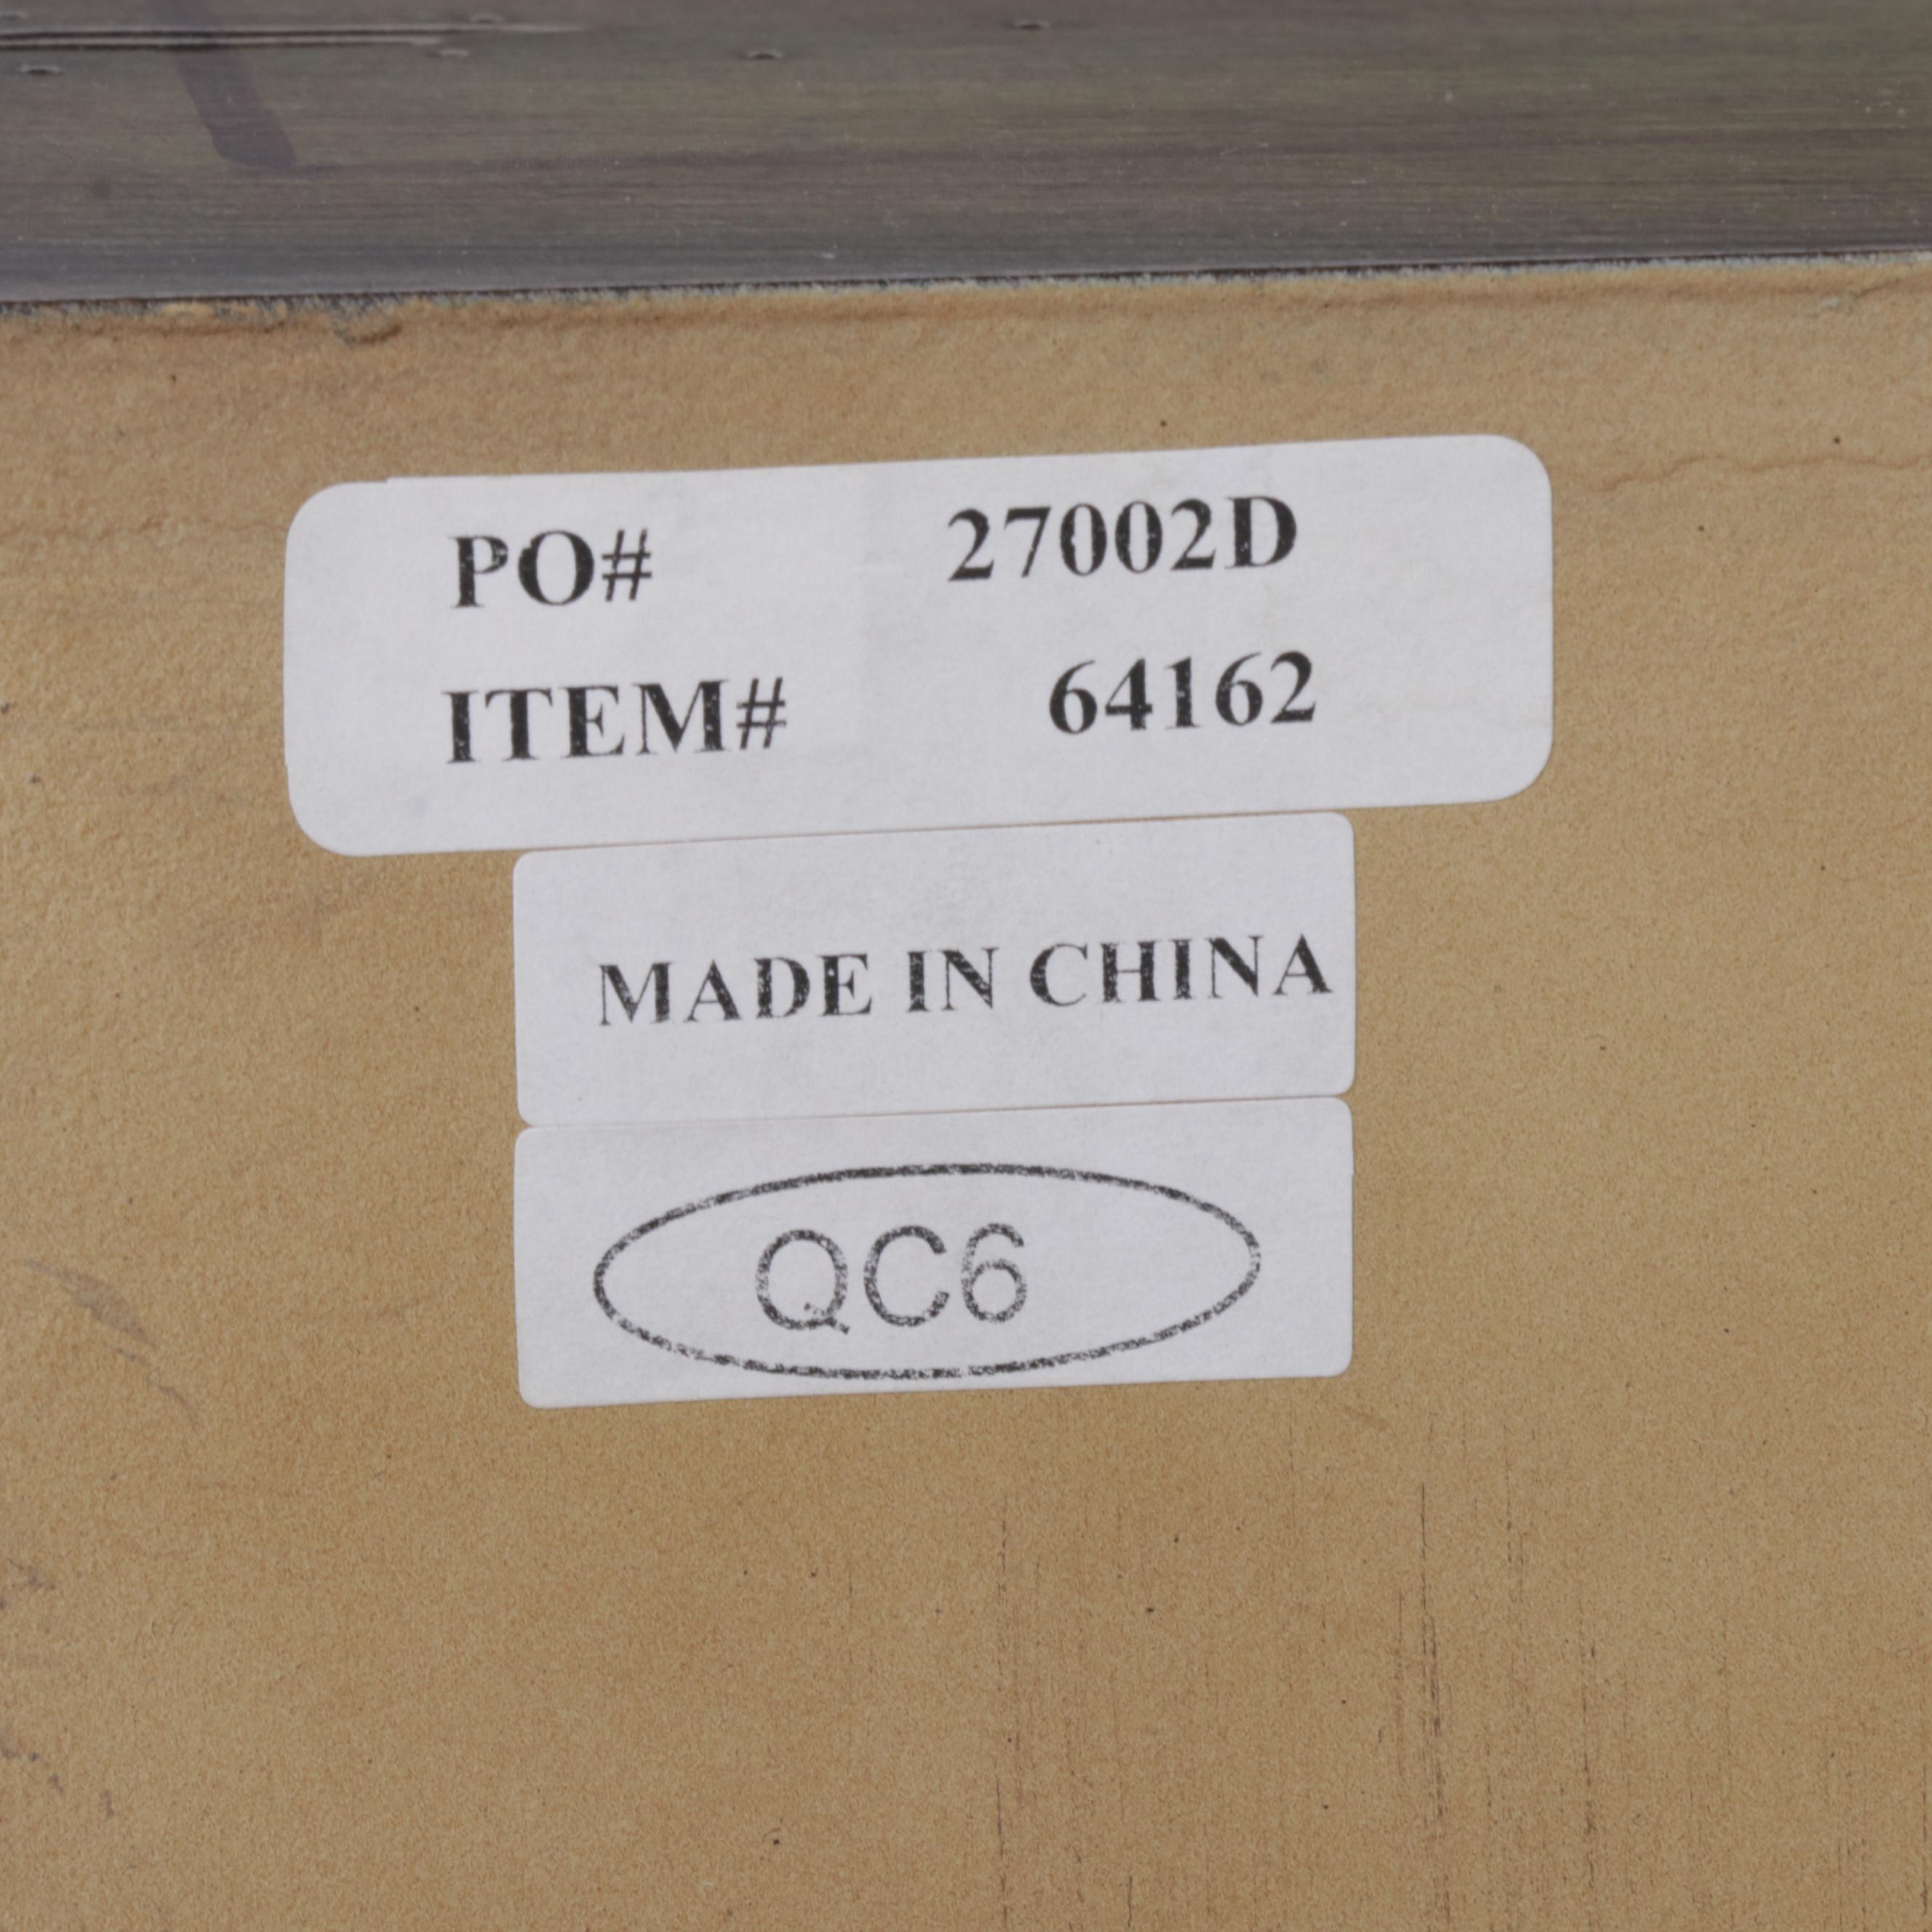 PO# 27002D
ITEM# 64162
MADE IN CHINA
QC6